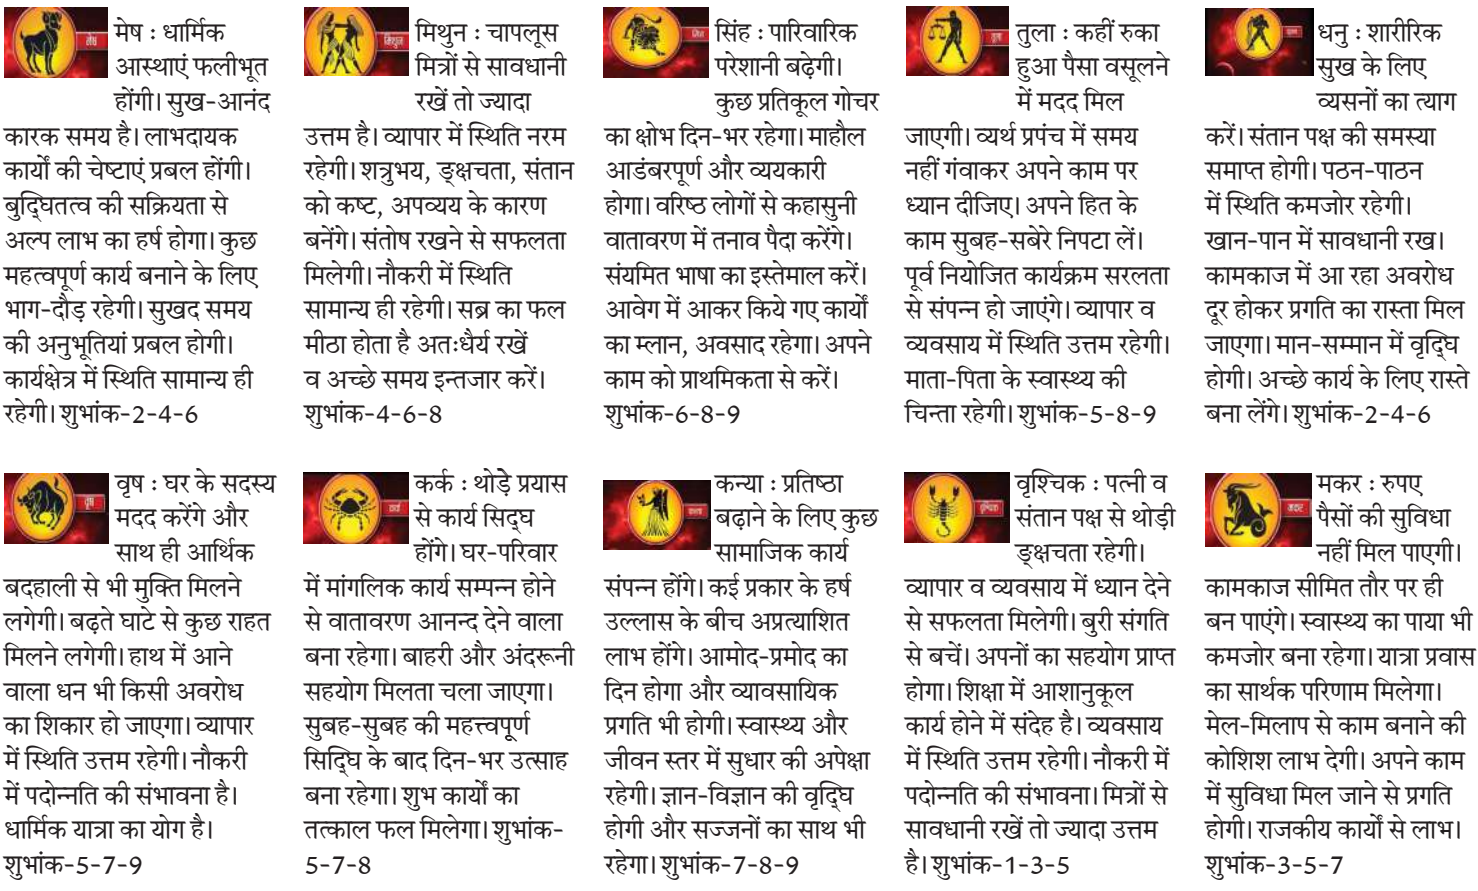 मेष
मेष : धार्मिक
आस्थाएं फलीभूत
होंगी। सुख-आनंद
कारक समय है। लाभदायक
कार्यों की चेष्टाएं प्रबल होंगी।
बुदि्घतत्व की सक्रियता से
अल्प लाभ का हर्ष होगा। कुछ
महत्वपूर्ण कार्य बनाने के लिए
भाग-दौड़ रहेगी। सुखद समय
की अनुभूतियां प्रबल होगी।
कार्यक्षेत्र में स्थिति सामान्य ही
रहेगी। शुभांक-2-4-6
वृष
वृष : घर के सदस्य
मदद करेंगे और
साथ ही आर्थिक
बदहाली से भी मुक्ति मिलने
लगेगी। बढ़ते घाटे से कुछ राहत
मिलने लगेगी। हाथ में आने
वाला धन भी किसी अवरोध
का शिकार हो जाएगा। व्यापार
में स्थिति उत्तम रहेगी। नौकरी
में पदोन्नति की संभावना है।
धार्मिक यात्रा का योग है।
शुभांक-5-7-9
मिथुन
मिथुन : चापलूस
मित्रों से सावधानी
रखें तो ज्यादा
उत्तम है। व्यापार में स्थिति नरम
रहेगी। शत्रुभय, ङ्क्षचता, संतान
को कष्ट, अपव्यय के कारण
बनेंगे। संतोष रखने से सफलता
मिलेगी। नौकरी में स्थिति
सामान्य ही रहेगी। सब्र का फल
मीठा होता है अतःधैर्य रखें
व अच्छे समय इन्तजार करें।
शुभांक-4-6-8
कर्क
कर्क : थोड़े प्रयास
से कार्य सिद्घ
होंगे। घर-परिवार
में मांगलिक कार्य सम्पन्न होने
से वातावरण आनन्द देने वाला
बना रहेगा। बाहरी और अंदरूनी
सहयोग मिलता चला जाएगा।
सुबह-सुबह की महत्त्वपूर्ण
सिदि्घ के बाद दिन-भर उत्साह
बना रहेगा। शुभ कार्यों का
तत्काल फल मिलेगा। शुभांक-
5-7-8
सिंह : पारिवारिक
परेशानी बढ़ेगी।
कुछ प्रतिकूल गोचर
का क्षोभ दिन-भर रहेगा। माहौल
आडंबरपूर्ण और व्ययकारी
होगा। वरिष्ठ लोगों से कहासुनी
वातावरण में तनाव पैदा करेंगे।
संयमित भाषा का इस्तेमाल करें।
आवेग में आकर किये गए कार्यों
का म्लान, अवसाद रहेगा। अपने
काम को प्राथमिकता से करें।
शुभांक-6-8-9
कन्या
कन्या : प्रतिष्ठा
बढ़ाने के लिए कुछ
सामाजिक कार्य
संपन्न होंगे। कई प्रकार के हर्ष
उल्लास के बीच अप्रत्याशित
लाभ होंगे। आमोद-प्रमोद का
दिन होगा और व्यावसायिक
प्रगति भी होगी। स्वास्थ्य और
जीवन स्तर में सुधार की अपेक्षा
रहेगी। ज्ञान-विज्ञान की वृदि्घ
होगी और सज्जनों का साथ भी
रहेगा। शुभांक-7-8-9
तुला
तुला : कहीं रुका
हुआ पैसा वसूलने
में मदद मिल
जाएगी। व्यर्थ प्रपंच में समय
नहीं गंवाकर अपने काम पर
ध्यान दीजिए। अपने हित के
काम सुबह-सबेरे निपटा लें।
पूर्व नियोजित कार्यक्रम सरलता
से संपन्न हो जाएंगे। व्यापार व
व्यवसाय में स्थिति उत्तम रहेगी।
माता-पिता के स्वास्थ्य की
चिन्ता रहेगी। शुभांक-5-8-9
वृश्चिक
वृश्चिक : पत्नी व
संतान पक्ष से थोड़ी
ङ्क्षचता रहेगी।
व्यापार व व्यवसाय में ध्यान देने
से सफलता मिलेगी। बुरी संगति
से बचें। अपनों का सहयोग प्राप्त
होगा। शिक्षा में आशानुकूल
कार्य होने में संदेह है। व्यवसाय
में स्थिति उत्तम रहेगी। नौकरी में
पदोन्नति की संभावना। मित्रों से
सावधानी रखें तो ज्यादा उत्तम
है। शुभांक-1-3-5
धनु : शारीरिक
सुख के लिए
व्यसनों का त्याग
करें। संतान पक्ष की समस्या
समाप्त होगी। पठन-पाठन
में स्थिति कमजोर रहेगी।
खान-पान में सावधानी रख।
कामकाज में आ रहा अवरोध
दूर होकर प्रगति का रास्ता मिल
जाएगा। मान-सम्मान में वृदि्घ
होगी। अच्छे कार्य के लिए रास्ते
बना लेंगे। शुभांक-2-4-6
मकर
मकर : रुपए
पैसों की सुविधा
नहीं मिल पाएगी।
कामकाज सीमित तौर पर ही
बन पाएंगे। स्वास्थ्य का पाया भी
कमजोर बना रहेगा। यात्रा प्रवास
का सार्थक परिणाम मिलेगा।
मेल-मिलाप से काम बनाने की
कोशिश लाभ देगी। अपने काम
में सुविधा मिल जाने से प्रगति
होगी। राजकीय कार्यों से लाभ।
शुभांक-3-5-7